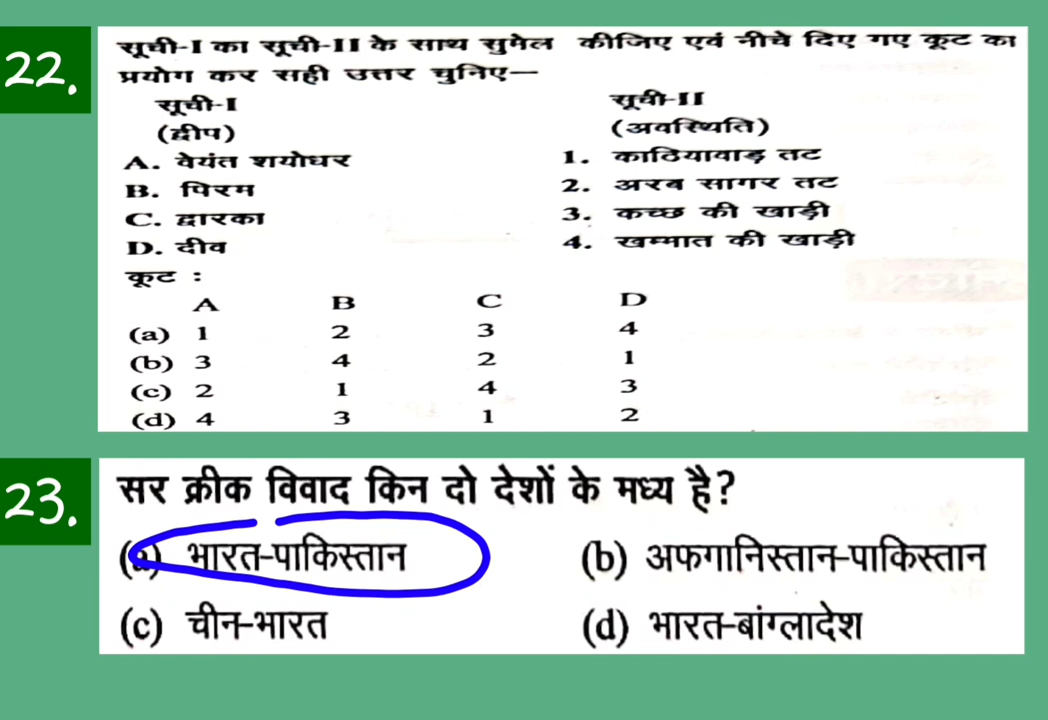 22.
सूची-I का सूची-II के साथ सुमेल कीजिए एवं नीचे दिए गए कूट का
प्रयोग कर सही उत्तर चुनिए—
सूची-I सूची-II
(द्वीप) (अवस्थिति)
A. वेयंत शयोधर 1. काठियावाड़ तट
B. पिरम 2. अरब सागर तट
C. द्वारका 3. कच्छ की खाड़ी
D. दीव 4. खम्भात की खाड़ी
कूट :
A B C D
(a) 1 2 3 4
(b) 3 4 2 1
(c) 2 1 4 3
(d) 4 3 1 2
23.
सर क्रीक विवाद किन दो देशों के मध्य है?
(a) भारत-पाकिस्तान (b) अफगानिस्तान-पाकिस्तान
(c) चीन-भारत (d) भारत-बांग्लादेश